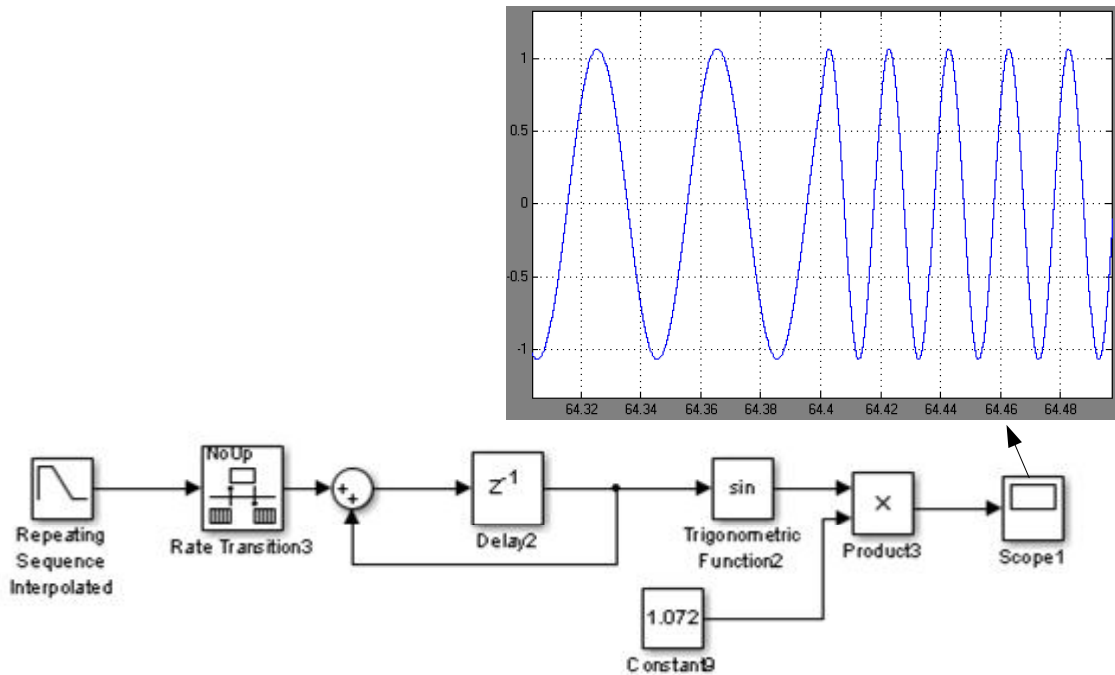 1
0.5
0
-0.5
-1
64.32 64.34 64.36 64.38 64.4 64.42 64.44 64.46 64.48
NoUp
Repeating
Sequence
Interpolated
Rate Transition3
+
+
z-1
Delay2
sin
Trigonometric
Function2
×
Product3
Scope1
1.072
Constant9